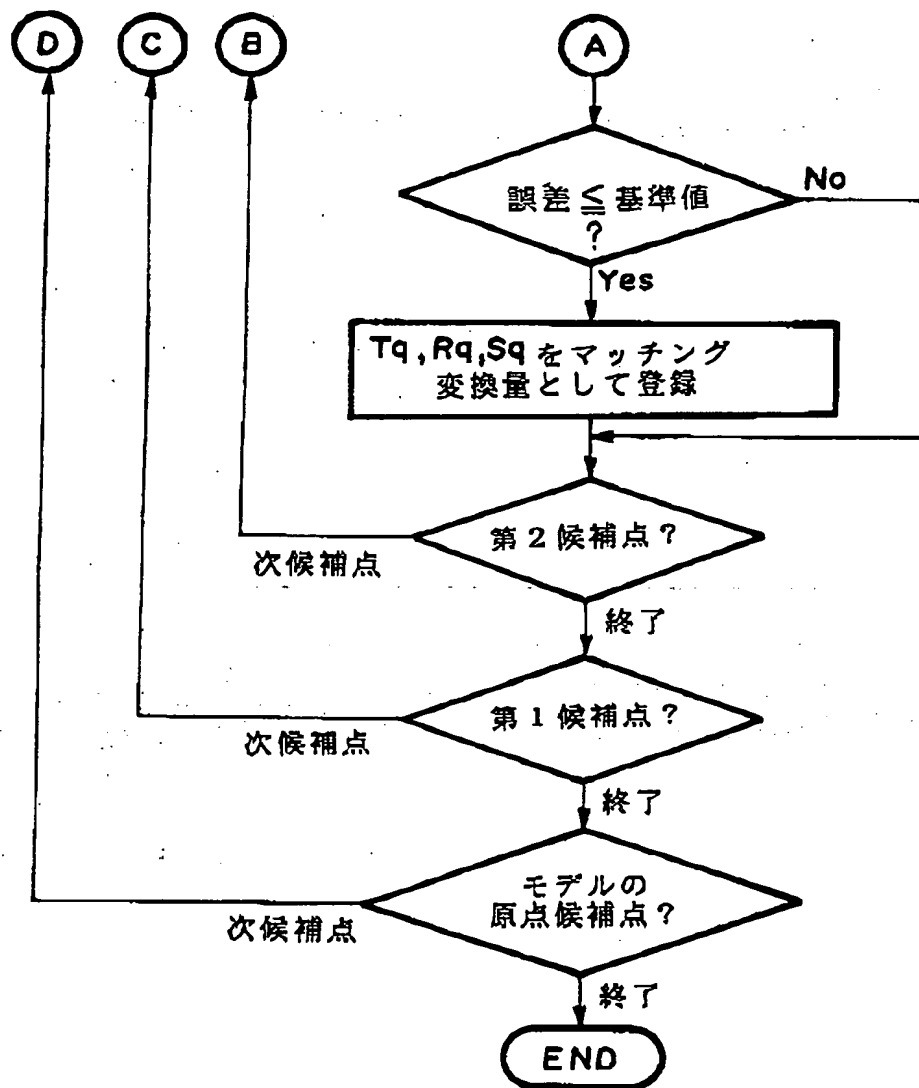 D
C
B
A
誤差≦基準値
?
No
Yes
Tq,Rq,Sqをマッチング
変換量として登録
第2候補点?
次候補点
終了
第1候補点?
次候補点
終了
モデルの
原点候補点?
次候補点
終了
END